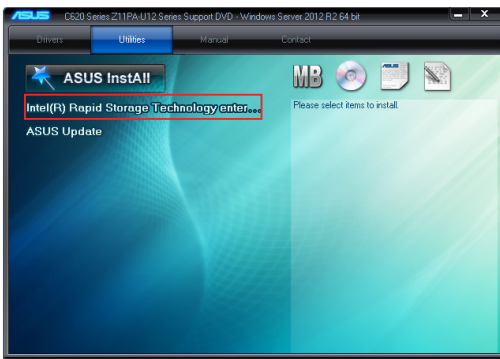 ASUS C620 Series Z11PA-U12 Series Support DVD - Windows Server 2012 R2 64 bit
Drivers Utilities Manual Contact
ASUS InstAll
MB
Intel(R) Rapid Storage Technology enter...
Please select items to install.
ASUS Update